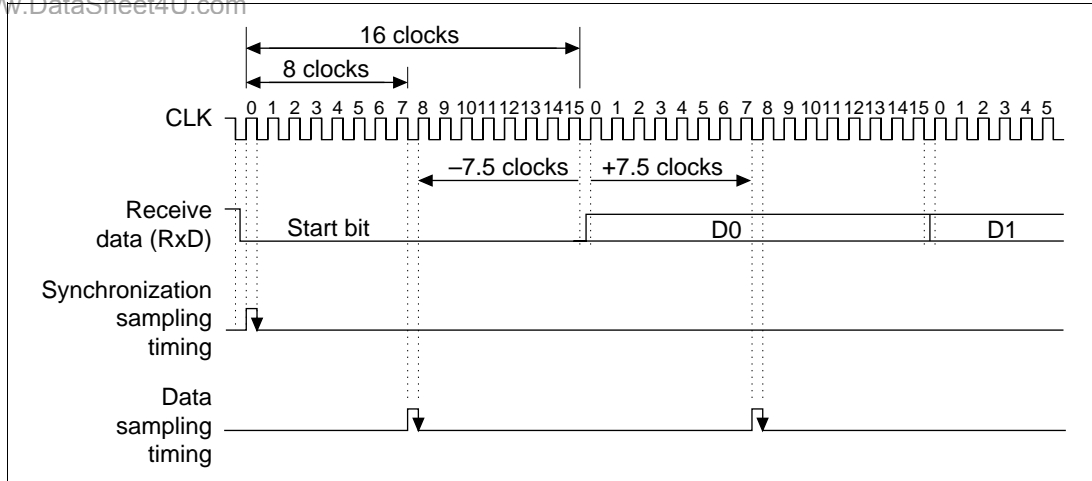 w.DataSheet4U.com
16 clocks
8 clocks
CLK 0 1 2 3 4 5 6 7 8 9 10 11 12 13 14 15 0 1 2 3 4 5 6 7 8 9 10 11 12 13 14 15 0 1 2 3 4 5
–7.5 clocks +7.5 clocks
Receive
data (RxD)
Start bit D0 D1
Synchronization
sampling
timing
Data
sampling
timing